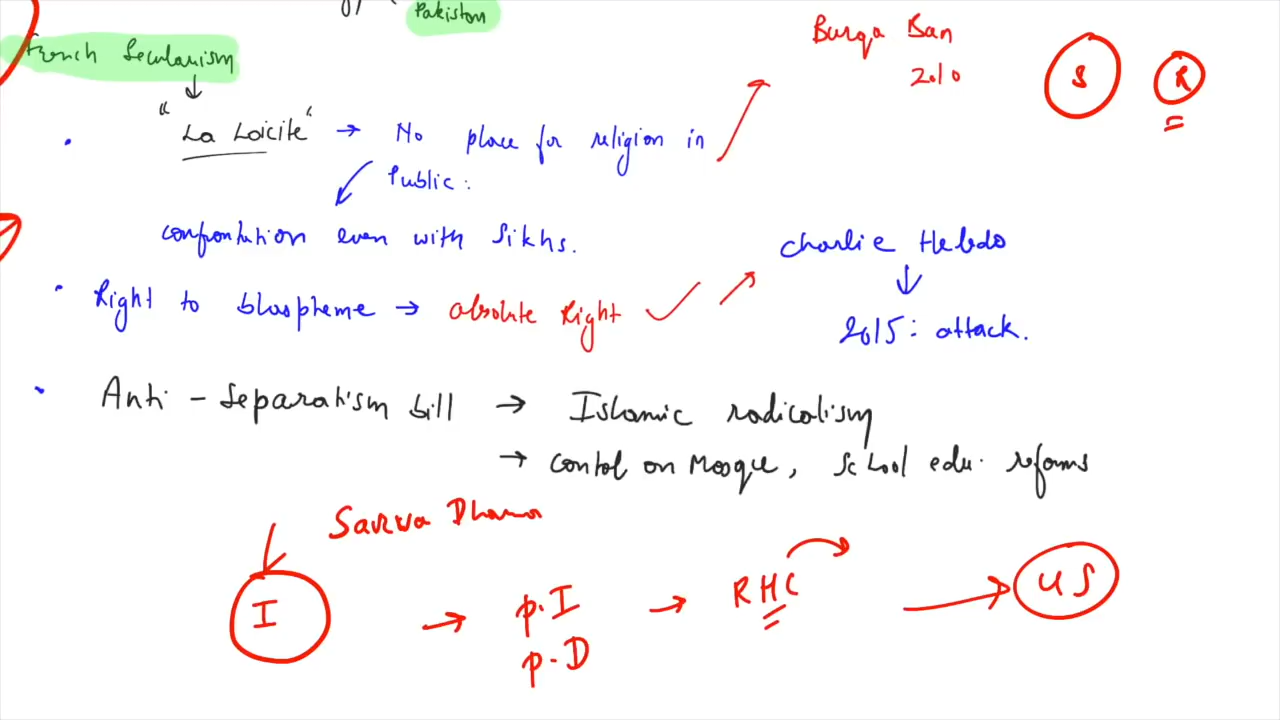 Pakistan
French Secularism
Burqa Ban
2010
S R
"La Laicite" → No place for religion in
Public:
confrontation even with Sikhs.
Charlie Hebdo
2015: attack.
Right to blaspheme → absolute Right
Anti-Separatism bill → Islamic radicalism
→ Contol on Mosque, School edu. reforms
Sarva Dharma
I → p.I → RHC → US
p.D